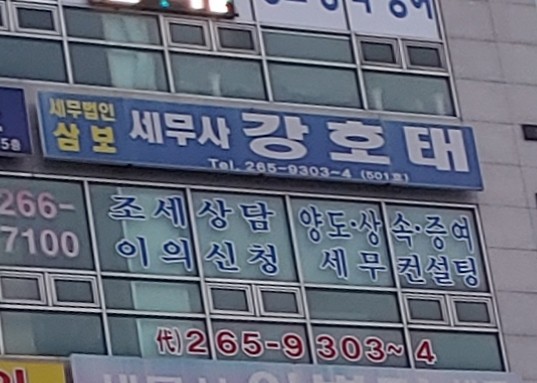 세무법인 삼보 세무사 강호태
Tel. 265-9303~4 (501호)
5층
266-7100
조세상담 양도·상속·증여
이의신청 세무컨설팅
代)265-9303~4